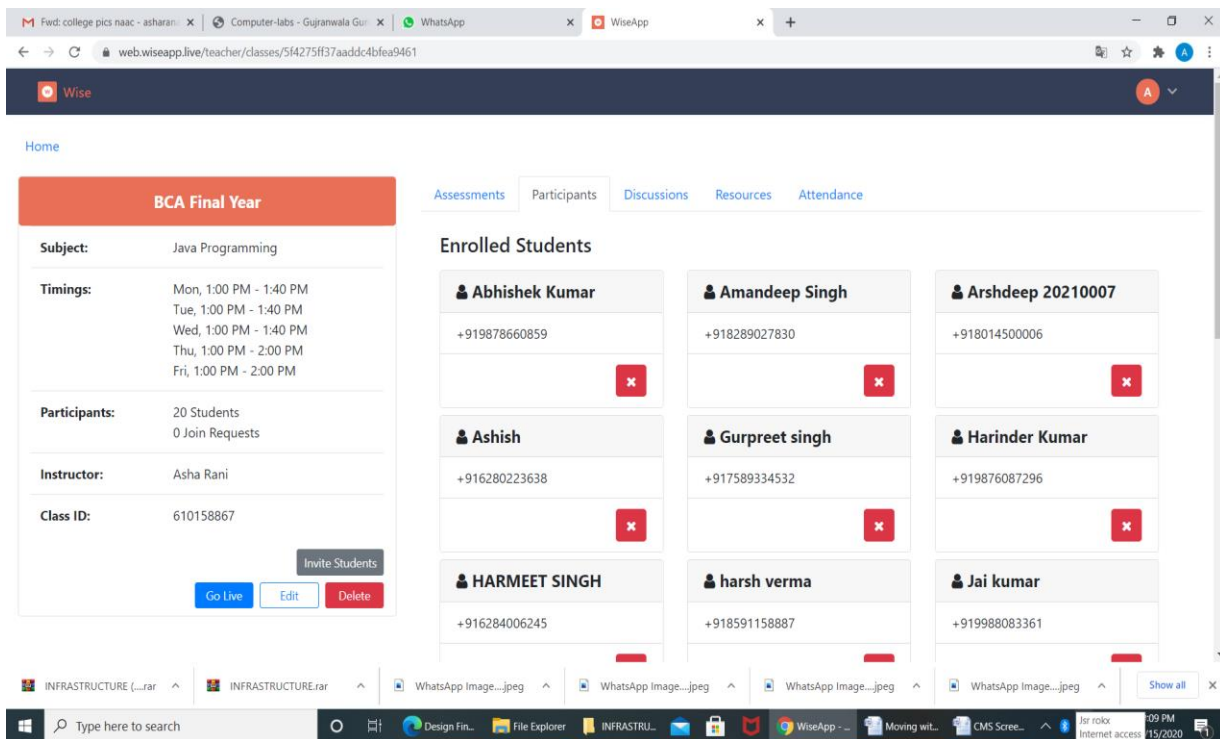 Fwd: college pics naac - asharani
Computer-labs - Gujranwala Gur
WhatsApp
WiseApp
web.wiseapp.live/teacher/classes/5f4275ff37aaddc4bfea9461
A
Wise
A
Home
BCA Final Year
Subject: Java Programming
Timings: Mon, 1:00 PM - 1:40 PM
Tue, 1:00 PM - 1:40 PM
Wed, 1:00 PM - 1:40 PM
Thu, 1:00 PM - 2:00 PM
Fri, 1:00 PM - 2:00 PM
Participants: 20 Students
0 Join Requests
Instructor: Asha Rani
Class ID: 610158867
Invite Students
Go Live Edit Delete
Assessments Participants Discussions Resources Attendance
Enrolled Students
Abhishek Kumar Amandeep Singh Arshdeep 20210007
+919878660859 +918289027830 +918014500006
Ashish Gurpreet singh Harinder Kumar
+916280223638 +917589334532 +919876087296
HARMEET SINGH harsh verma Jai kumar
+916284006245 +918591158887 +919988083361
INFRASTRUCTURE (....rar INFRASTRUCTURE.rar WhatsApp Image....jpeg WhatsApp Image....jpeg WhatsApp Image....jpeg WhatsApp Image....jpeg Show all
Type here to search Design Fin... File Explorer INFRASTRU... WiseApp - ... Moving wit... CMS Scree...
Jsr rokx
Internet access
:09 PM
/15/2020